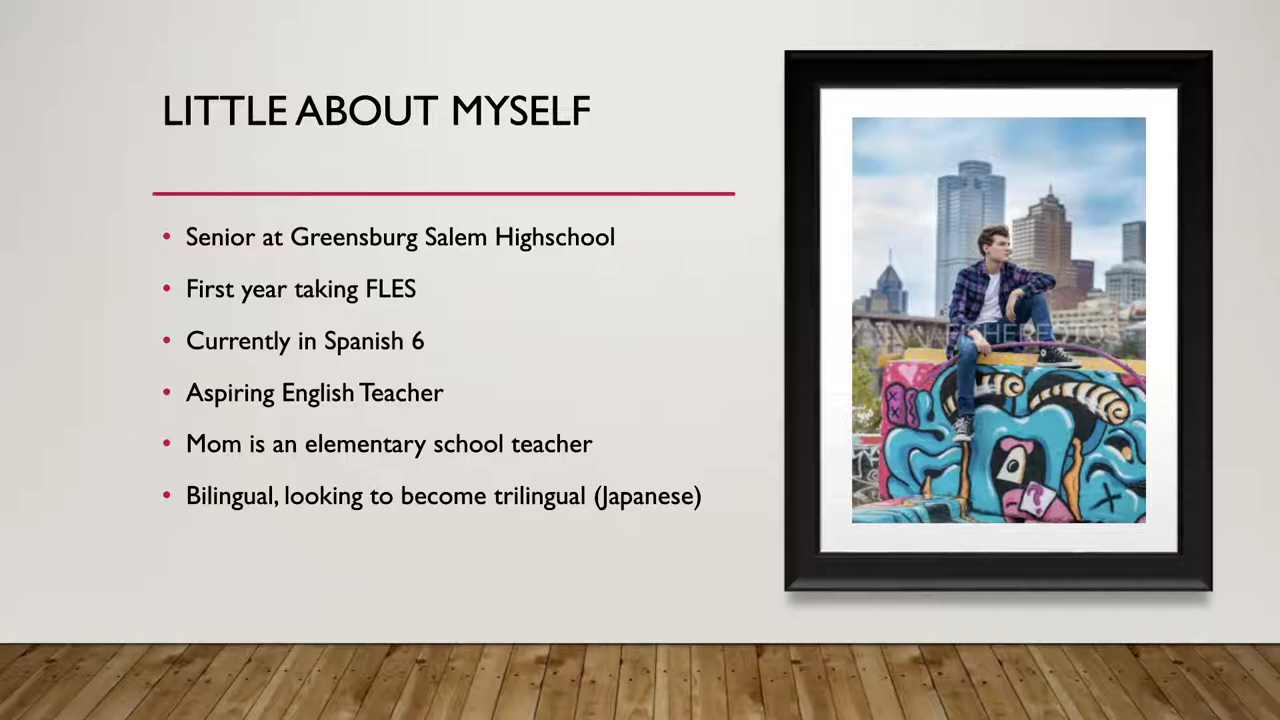 LITTLE ABOUT MYSELF
Senior at Greensburg Salem Highschool
First year taking FLES
Currently in Spanish 6
Aspiring English Teacher
Mom is an elementary school teacher
Bilingual, looking to become trilingual (Japanese)